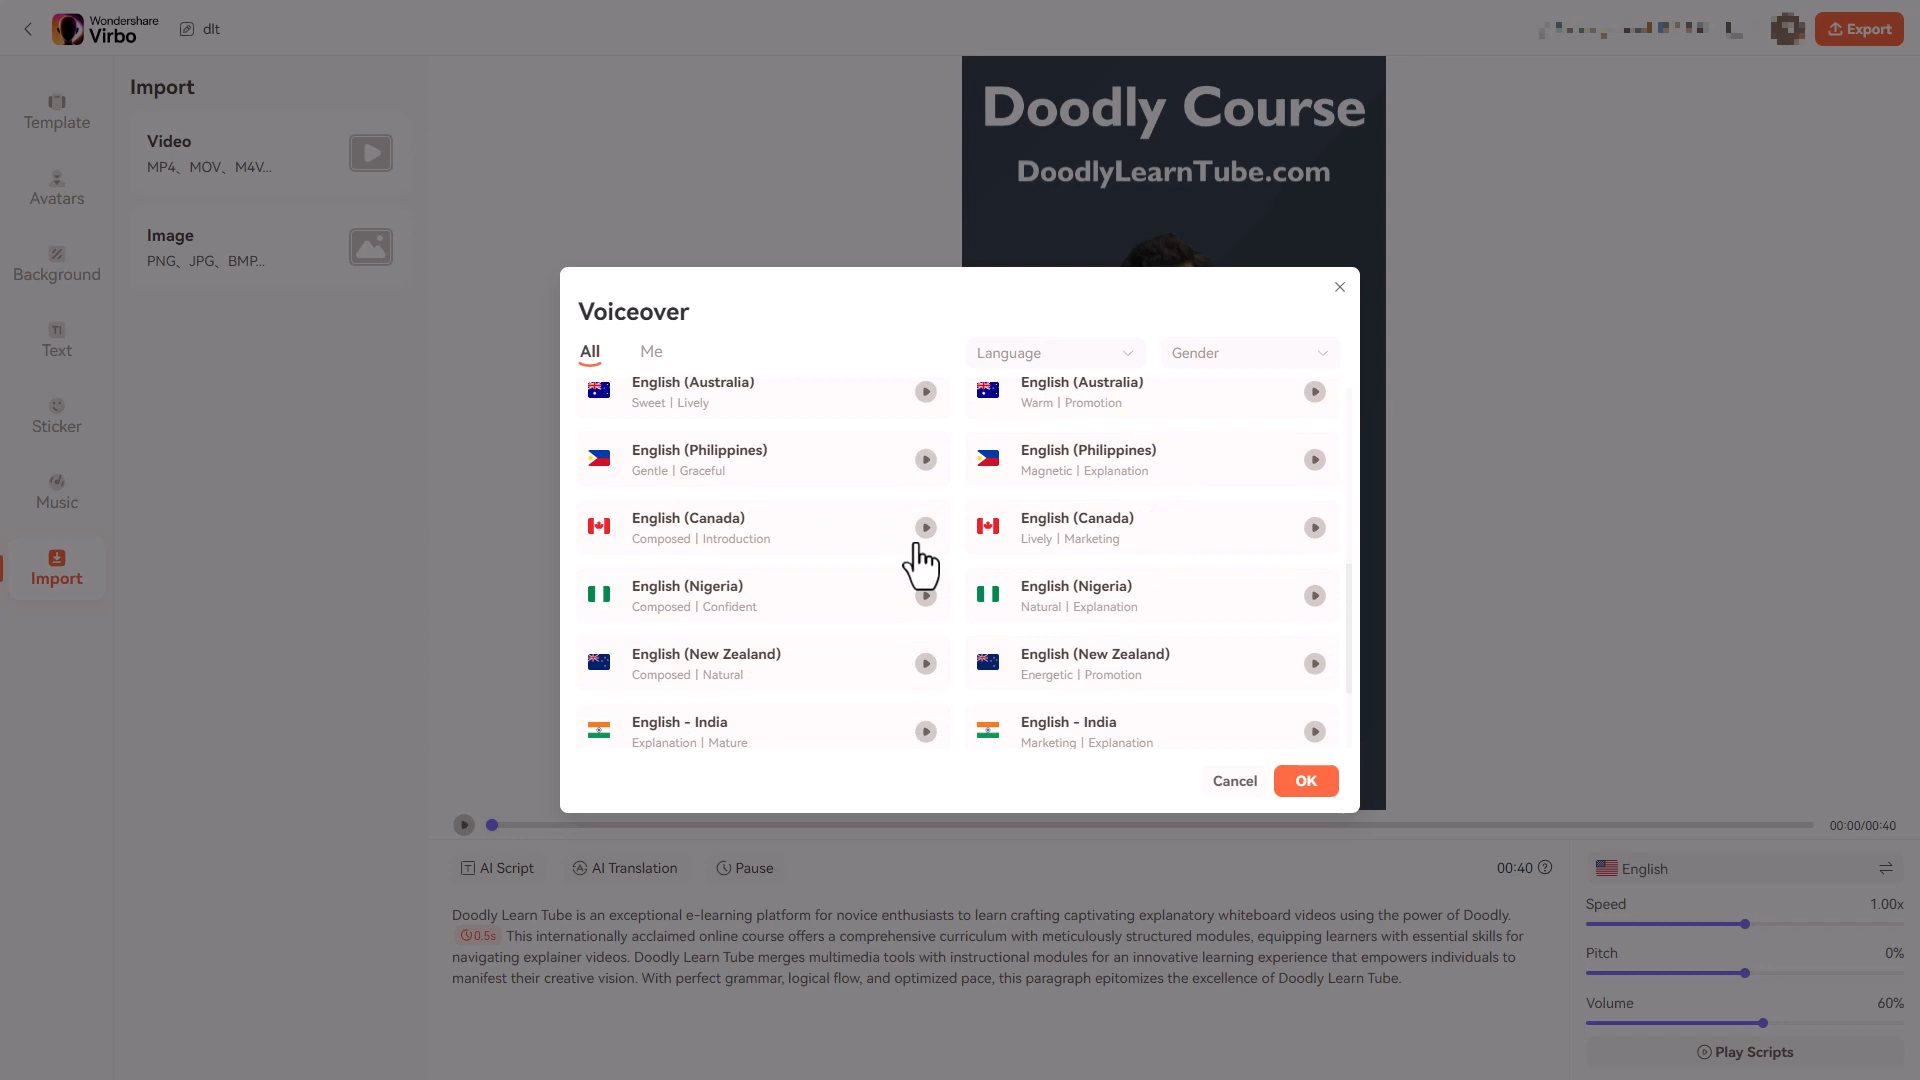 Wondershare
Virbo
dlt
Export
Template
Avatars
Background
Text
Sticker
Music
Import
Import
Video
MP4、MOV、M4V...
Image
PNG、JPG、BMP...
Doodly Course
DoodlyLearnTube.com
Voiceover
All
Me
Language
Gender
English (Australia)
Sweet | Lively
English (Australia)
Warm | Promotion
English (Philippines)
Gentle | Graceful
English (Philippines)
Magnetic | Explanation
English (Canada)
Composed | Introduction
English (Canada)
Lively | Marketing
English (Nigeria)
Composed | Confident
English (Nigeria)
Natural | Explanation
English (New Zealand)
Composed | Natural
English (New Zealand)
Energetic | Promotion
English - India
Explanation | Mature
English - India
Marketing | Explanation
Cancel
OK
00:00/00:40
AI Script
AI Translation
Pause
00:40
Doodly Learn Tube is an exceptional e-learning platform for novice enthusiasts to learn crafting captivating explanatory whiteboard videos using the power of Doodly.
0.5s This internationally acclaimed online course offers a comprehensive curriculum with meticulously structured modules, equipping learners with essential skills for
navigating explainer videos. Doodly Learn Tube merges multimedia tools with instructional modules for an innovative learning experience that empowers individuals to
manifest their creative vision. With perfect grammar, logical flow, and optimized pace, this paragraph epitomizes the excellence of Doodly Learn Tube.
English
Speed
1.00x
Pitch
0%
Volume
60%
Play Scripts